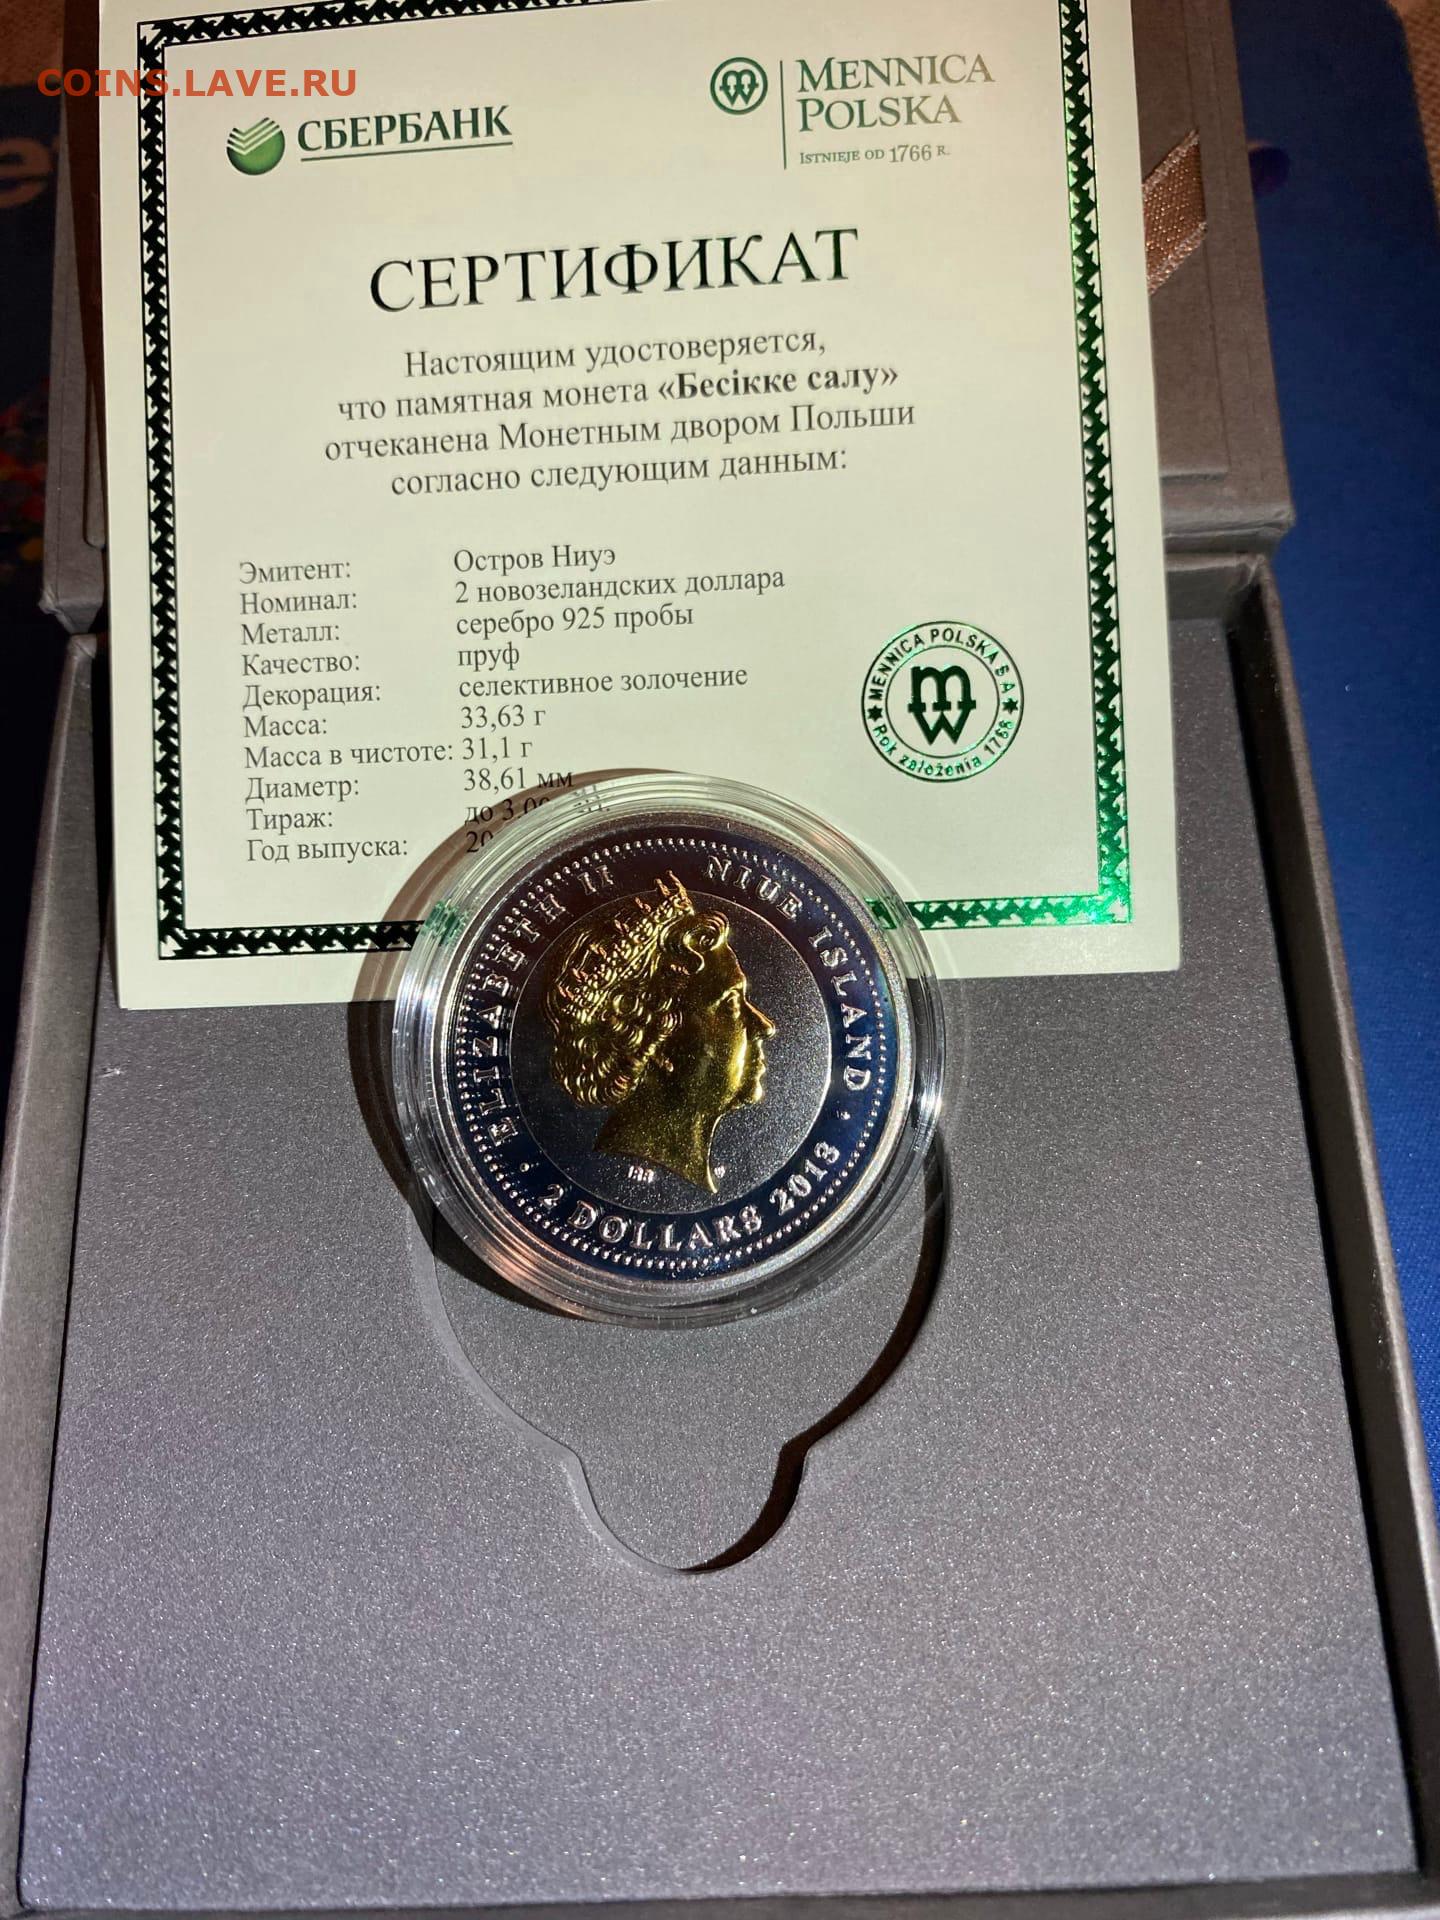 COINS.LAVE.RU
СБЕРБАНК
MENNICA
POLSKA
ISTNIEJE OD 1766 R.
СЕРТИФИКАТ
Настоящим удостоверяется,
что памятная монета «Бесікке салу»
отчеканена Монетным двором Польши
согласно следующим данным:
Эмитент: Остров Ниуэ
Номинал: 2 новозеландских доллара
Металл: серебро 925 пробы
Качество: пруф
Декорация: селективное золочение
Масса: 33,63 г
Масса в чистоте: 31,1 г
Диаметр: 38,61 мм
Тираж: до
Год выпуска:
MENNICA POLSKA S A
Rok założenia 1766
ELIZABETH II NIUE ISLAND
2 DOLLARS 2013